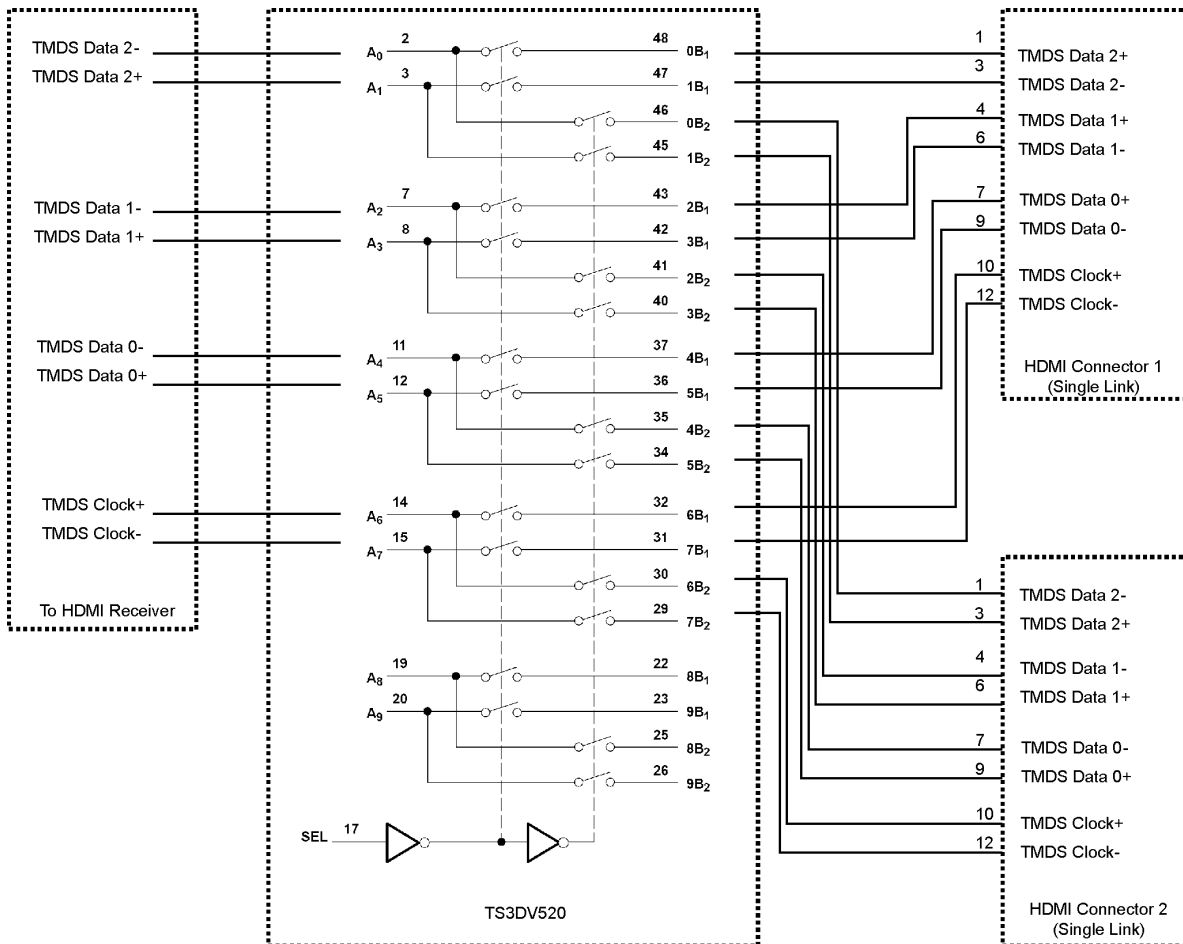 TMDS Data 2-
TMDS Data 2+
TMDS Data 1-
TMDS Data 1+
TMDS Data 0-
TMDS Data 0+
TMDS Clock+
TMDS Clock-
To HDMI Receiver
A0 2 48 0B1
A1 3 47 1B1
46 0B2
45 1B2
A2 7 43 2B1
A3 8 42 3B1
41 2B2
40 3B2
A4 11 37 4B1
A5 12 36 5B1
35 4B2
34 5B2
A6 14 32 6B1
A7 15 31 7B1
30 6B2
29 7B2
A8 19 22 8B1
A9 20 23 9B1
25 8B2
26 9B2
SEL 17
TS3DV520
1 TMDS Data 2+
3 TMDS Data 2-
4 TMDS Data 1+
6 TMDS Data 1-
7 TMDS Data 0+
9 TMDS Data 0-
10 TMDS Clock+
12 TMDS Clock-
HDMI Connector 1
(Single Link)
1 TMDS Data 2-
3 TMDS Data 2+
4 TMDS Data 1-
6 TMDS Data 1+
7 TMDS Data 0-
9 TMDS Data 0+
10 TMDS Clock+
12 TMDS Clock-
HDMI Connector 2
(Single Link)